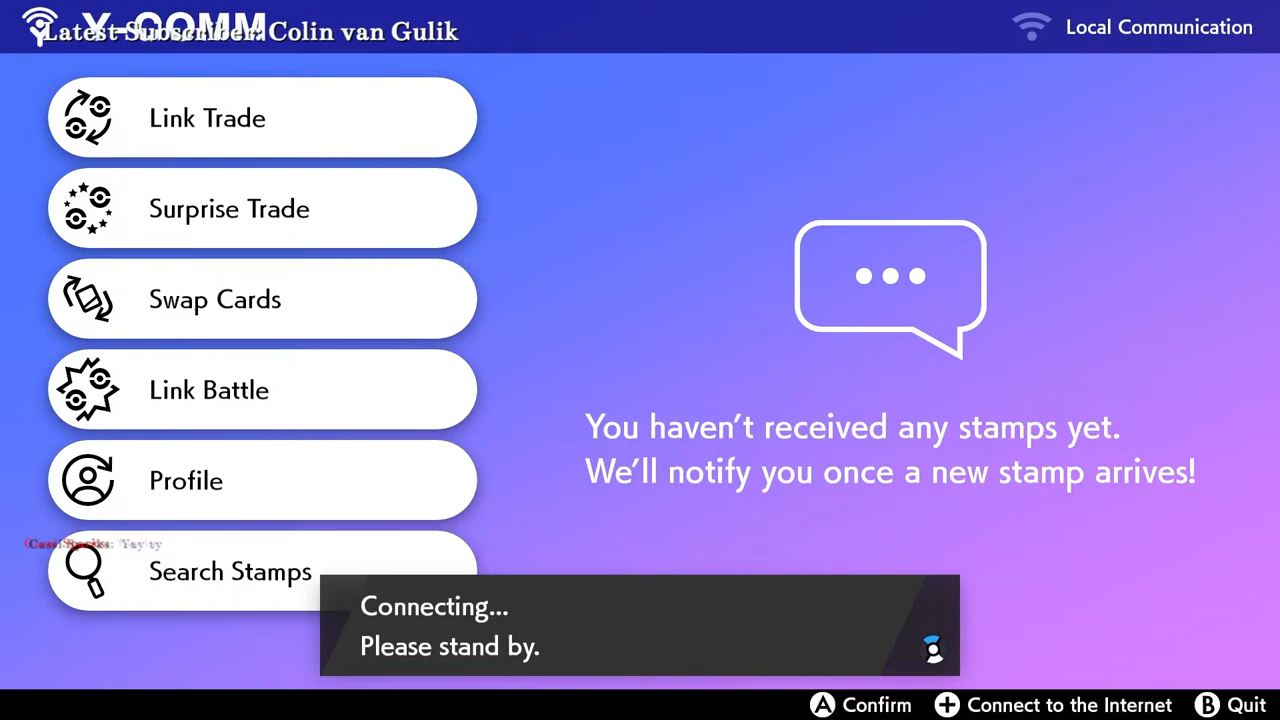 Y-COMM
Latest Subscriber: Colin van Gulik
Local Communication
Link Trade
Surprise Trade
Swap Cards
Link Battle
Profile
Search Stamps
You haven't received any stamps yet.
We'll notify you once a new stamp arrives!
Connecting...
Please stand by.
A Confirm
+ Connect to the Internet
B Quit